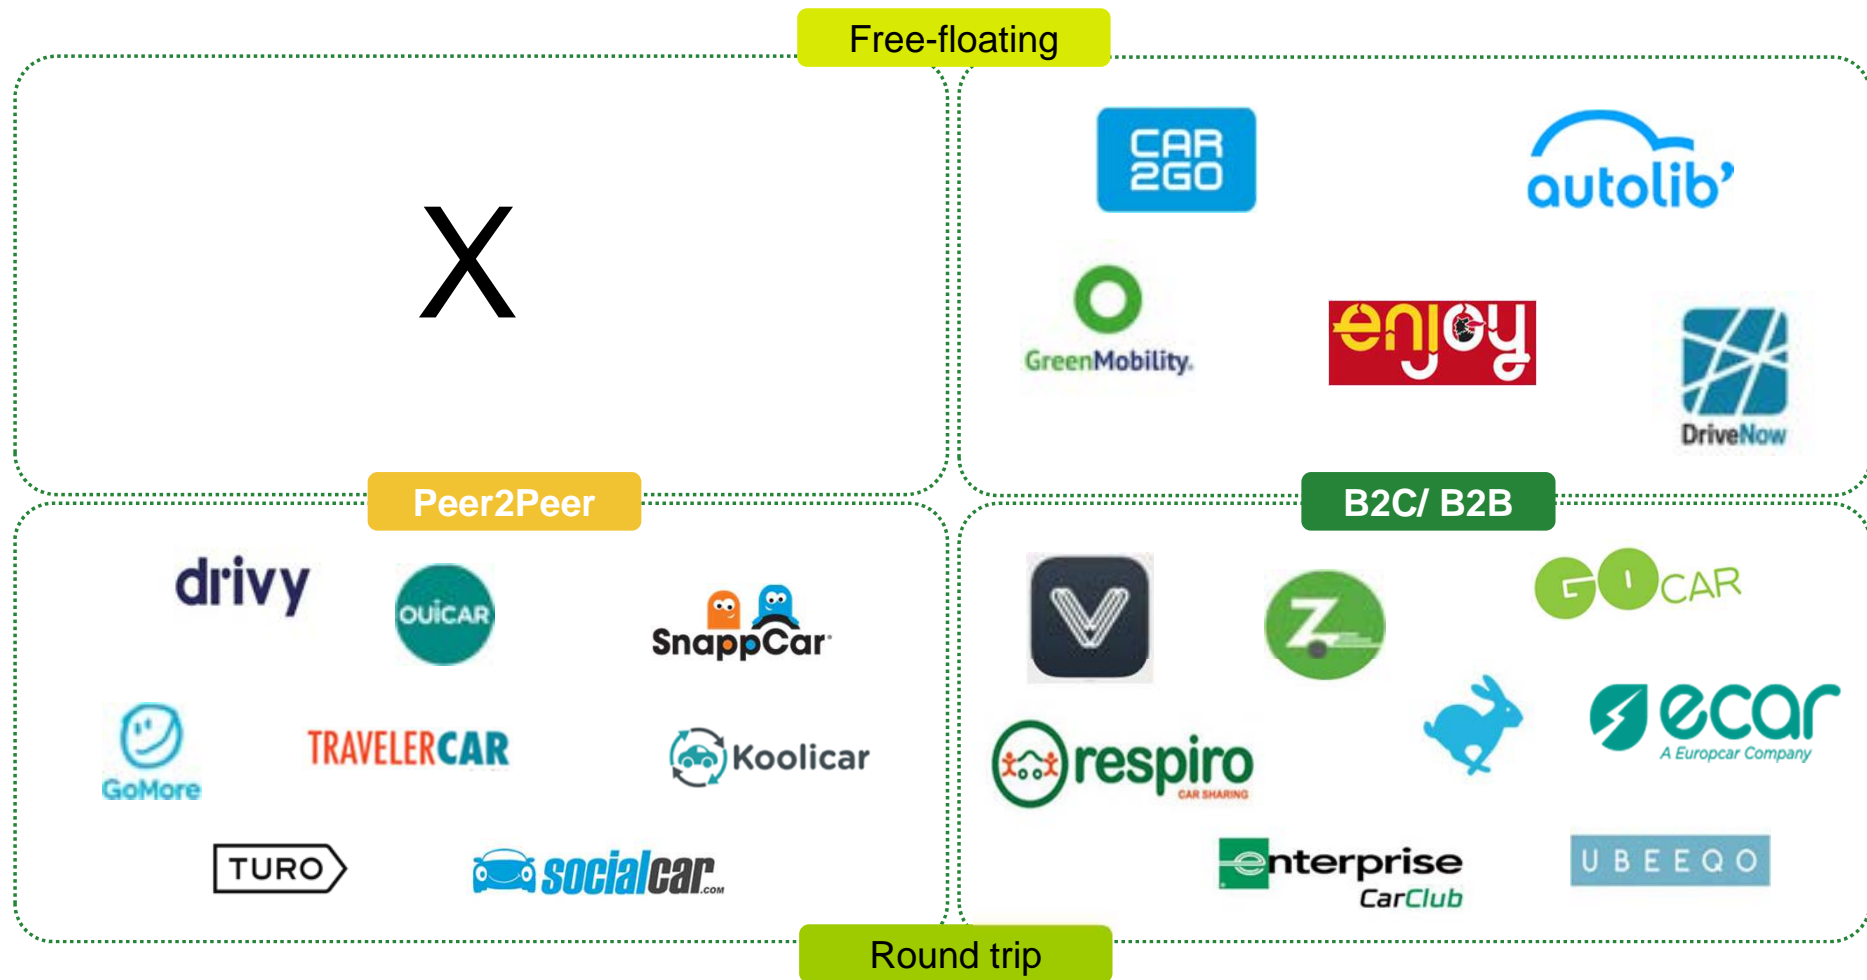 Free-floating
CAR
2GO
autolib'
X
GreenMobility.
enjoy
DriveNow
Peer2Peer
B2C/ B2B
drivy
OUiCAR
SnappCar
V
Z
GO CAR
GoMore
TRAVELERCAR
Koolicar
respiro
CAR SHARING
ecar
A Europcar Company
TURO
socialcar.com
enterprise
CarClub
UBEEQO
Round trip